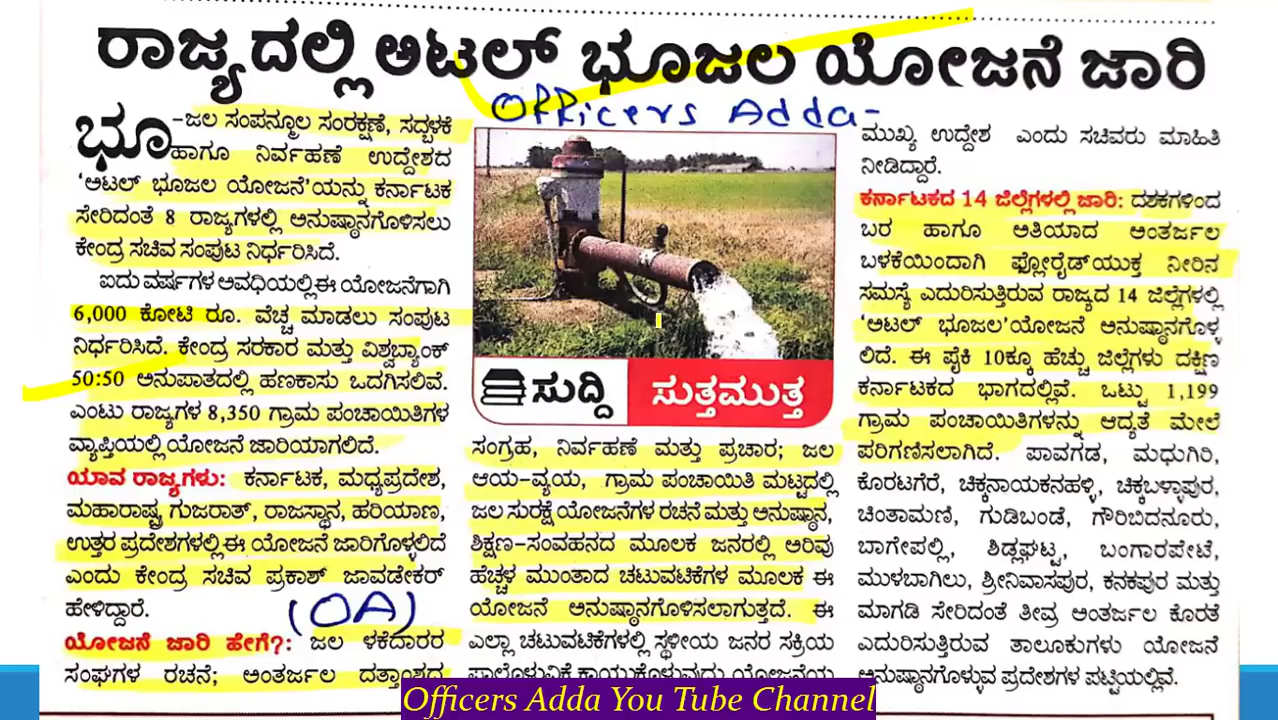 ರಾಜ್ಯದಲ್ಲಿ ಅಟಲ್ ಭೂಜಲ ಯೋಜನೆ ಜಾರಿ
Officers Adda-
ಭೂ-ಜಲ ಸಂಪನ್ಮೂಲ ಸಂರಕ್ಷಣೆ, ಸದ್ಬಳಕೆ
ಹಾಗೂ ನಿರ್ವಹಣೆ ಉದ್ದೇಶದ
'ಅಟಲ್ ಭೂಜಲ ಯೋಜನೆ'ಯನ್ನು ಕರ್ನಾಟಕ
ಸೇರಿದಂತೆ 8 ರಾಜ್ಯಗಳಲ್ಲಿ ಅನುಷ್ಠಾನಗೊಳಿಸಲು
ಕೇಂದ್ರ ಸಚಿವ ಸಂಪುಟ ನಿರ್ಧರಿಸಿದೆ.
ಐದು ವರ್ಷಗಳ ಅವಧಿಯಲ್ಲಿ ಈ ಯೋಜನೆಗಾಗಿ
6,000 ಕೋಟಿ ರೂ. ವೆಚ್ಚ ಮಾಡಲು ಸಂಪುಟ
ನಿರ್ಧರಿಸಿದೆ. ಕೇಂದ್ರ ಸರಕಾರ ಮತ್ತು ವಿಶ್ವಬ್ಯಾಂಕ್
50:50 ಅನುಪಾತದಲ್ಲಿ ಹಣಕಾಸು ಒದಗಿಸಲಿವೆ.
ಎಂಟು ರಾಜ್ಯಗಳ 8,350 ಗ್ರಾಮ ಪಂಚಾಯಿತಿಗಳ
ವ್ಯಾಪ್ತಿಯಲ್ಲಿ ಯೋಜನೆ ಜಾರಿಯಾಗಲಿದೆ.
ಯಾವ ರಾಜ್ಯಗಳು: ಕರ್ನಾಟಕ, ಮಧ್ಯಪ್ರದೇಶ,
ಮಹಾರಾಷ್ಟ್ರ, ಗುಜರಾತ್, ರಾಜಸ್ಥಾನ, ಹರಿಯಾಣ,
ಉತ್ತರ ಪ್ರದೇಶಗಳಲ್ಲಿ ಈ ಯೋಜನೆ ಜಾರಿಗೊಳ್ಳಲಿದೆ
ಎಂದು ಕೇಂದ್ರ ಸಚಿವ ಪ್ರಕಾಶ್ ಜಾವಡೇಕರ್
ಹೇಳಿದ್ದಾರೆ.
(OA)
ಯೋಜನೆ ಜಾರಿ ಹೇಗೆ?: ಜಲ ಳಕೆದಾರರ
ಸಂಘಗಳ ರಚನೆ; ಅಂತರ್ಜಲ ದತ್ತಾಂಶದ
ಸುದ್ದಿ ಸುತ್ತಮುತ್ತ
ಸಂಗ್ರಹ, ನಿರ್ವಹಣೆ ಮತ್ತು ಪ್ರಚಾರ; ಜಲ
ಆಯ-ವ್ಯಯ, ಗ್ರಾಮ ಪಂಚಾಯಿತಿ ಮಟ್ಟದಲ್ಲಿ
ಜಲ ಸುರಕ್ಷೆ ಯೋಜನೆಗಳ ರಚನೆ ಮತ್ತು ಅನುಷ್ಠಾನ,
ಶಿಕ್ಷಣ-ಸಂವಹನದ ಮೂಲಕ ಜನರಲ್ಲಿ ಅರಿವು
ಹೆಚ್ಚಳ ಮುಂತಾದ ಚಟುವಟಿಕೆಗಳ ಮೂಲಕ ಈ
ಯೋಜನೆ ಅನುಷ್ಠಾನಗೊಳಿಸಲಾಗುತ್ತದೆ. ಈ
ಎಲ್ಲಾ ಚಟುವಟಿಕೆಗಳಲ್ಲಿ ಸ್ಥಳೀಯ ಜನರ ಸಕ್ರಿಯ
ಪಾಲ್ಗೊಳ್ಳುವಿಕೆ ಕಾಯ್ದುಕೊಳ್ಳುವುದು ಯೋಜನೆಯ
ಮುಖ್ಯ ಉದ್ದೇಶ ಎಂದು ಸಚಿವರು ಮಾಹಿತಿ
ನೀಡಿದ್ದಾರೆ.
ಕರ್ನಾಟಕದ 14 ಜಿಲ್ಲೆಗಳಲ್ಲಿ ಜಾರಿ: ದಶಕಗಳಿಂದ
ಬರ ಹಾಗೂ ಅತಿಯಾದ ಅಂತರ್ಜಲ
ಬಳಕೆಯಿಂದಾಗಿ ಫ್ಲೋರೈಡ್‌ಯುಕ್ತ ನೀರಿನ
ಸಮಸ್ಯೆ ಎದುರಿಸುತ್ತಿರುವ ರಾಜ್ಯದ 14 ಜಿಲ್ಲೆಗಳಲ್ಲಿ
'ಅಟಲ್ ಭೂಜಲ'ಯೋಜನೆ ಅನುಷ್ಠಾನಗೊಳ್ಳ
ಲಿದೆ. ಈ ಪೈಕಿ 10ಕ್ಕೂ ಹೆಚ್ಚು ಜಿಲ್ಲೆಗಳು ದಕ್ಷಿಣ
ಕರ್ನಾಟಕದ ಭಾಗದಲ್ಲಿವೆ. ಒಟ್ಟು 1,199
ಗ್ರಾಮ ಪಂಚಾಯಿತಿಗಳನ್ನು ಆದ್ಯತೆ ಮೇಲೆ
ಪರಿಗಣಿಸಲಾಗಿದೆ. ಪಾವಗಡ, ಮಧುಗಿರಿ,
ಕೊರಟಗೆರೆ, ಚಿಕ್ಕನಾಯಕನಹಳ್ಳಿ, ಚಿಕ್ಕಬಳ್ಳಾಪುರ,
ಚಿಂತಾಮಣಿ, ಗುಡಿಬಂಡೆ, ಗೌರಿಬಿದನೂರು,
ಬಾಗೇಪಲ್ಲಿ, ಶಿಡ್ಲಘಟ್ಟ, ಬಂಗಾರಪೇಟೆ,
ಮುಳಬಾಗಿಲು, ಶ್ರೀನಿವಾಸಪುರ, ಕನಕಪುರ ಮತ್ತು
ಮಾಗಡಿ ಸೇರಿದಂತೆ ತೀವ್ರ ಅಂತರ್ಜಲ ಕೊರತೆ
ಎದುರಿಸುತ್ತಿರುವ ತಾಲೂಕುಗಳು ಯೋಜನೆ
ಅನುಷ್ಠಾನಗೊಳ್ಳುವ ಪ್ರದೇಶಗಳ ಪಟ್ಟಿಯಲ್ಲಿವೆ.
Officers Adda You Tube Channel